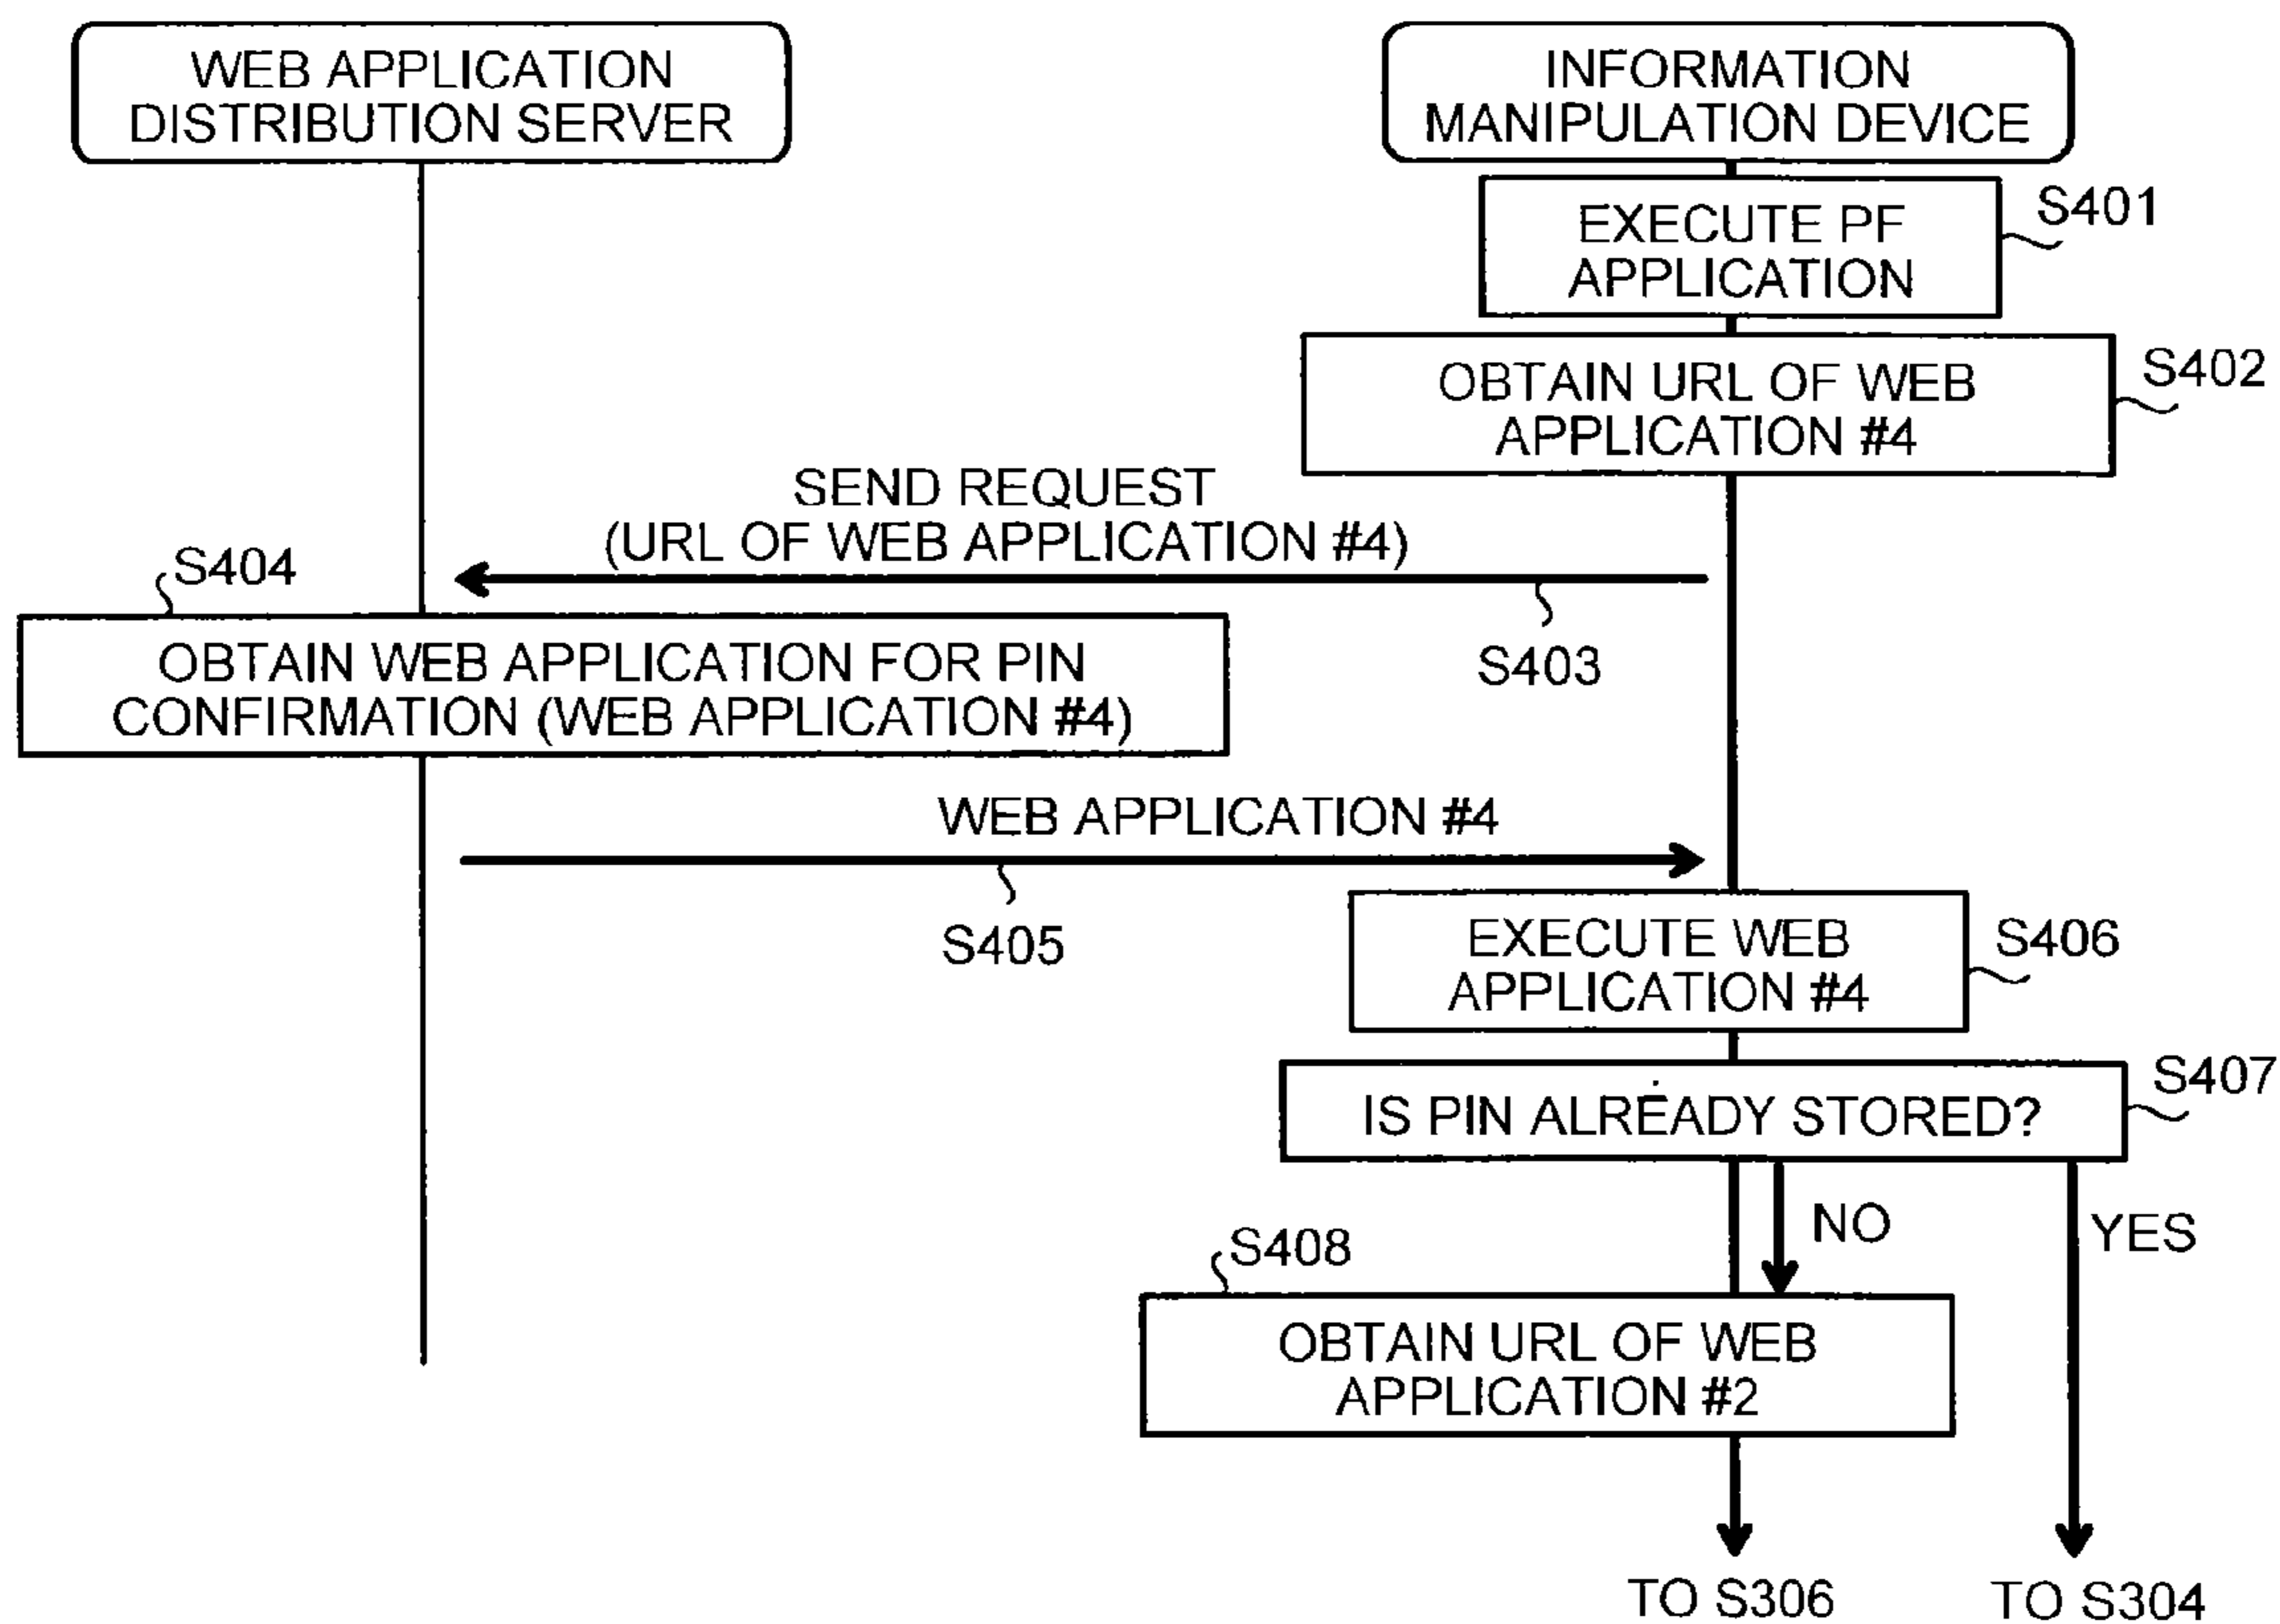 WEB APPLICATION
DISTRIBUTION SERVER
INFORMATION
MANIPULATION DEVICE
EXECUTE PF
APPLICATION
S401
OBTAIN URL OF WEB
APPLICATION #4
S402
SEND REQUEST
(URL OF WEB APPLICATION #4)
S403
S404
OBTAIN WEB APPLICATION FOR PIN
CONFIRMATION (WEB APPLICATION #4)
WEB APPLICATION #4
S405
EXECUTE WEB
APPLICATION #4
S406
IS PIN ALREADY STORED?
S407
NO
YES
S408
OBTAIN URL OF WEB
APPLICATION #2
TO S306
TO S304